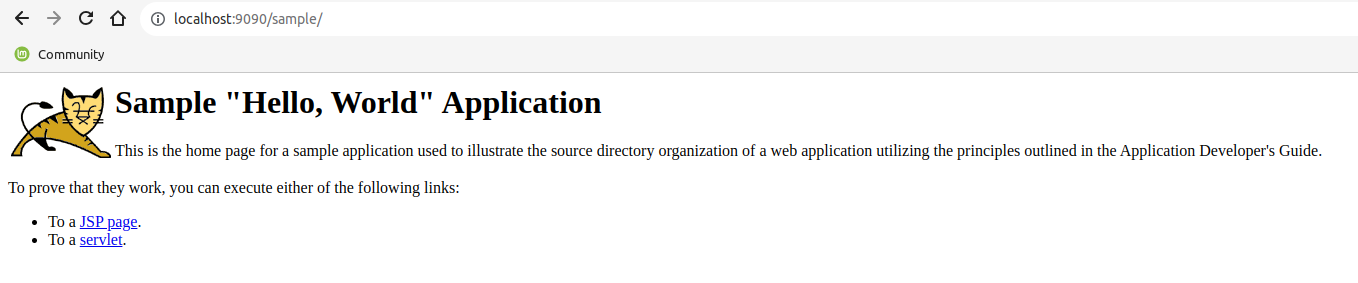 localhost:9090/sample/
Community
Sample "Hello, World" Application
This is the home page for a sample application used to illustrate the source directory organization of a web application utilizing the principles outlined in the Application Developer's Guide.
To prove that they work, you can execute either of the following links:
• To a JSP page.
• To a servlet.